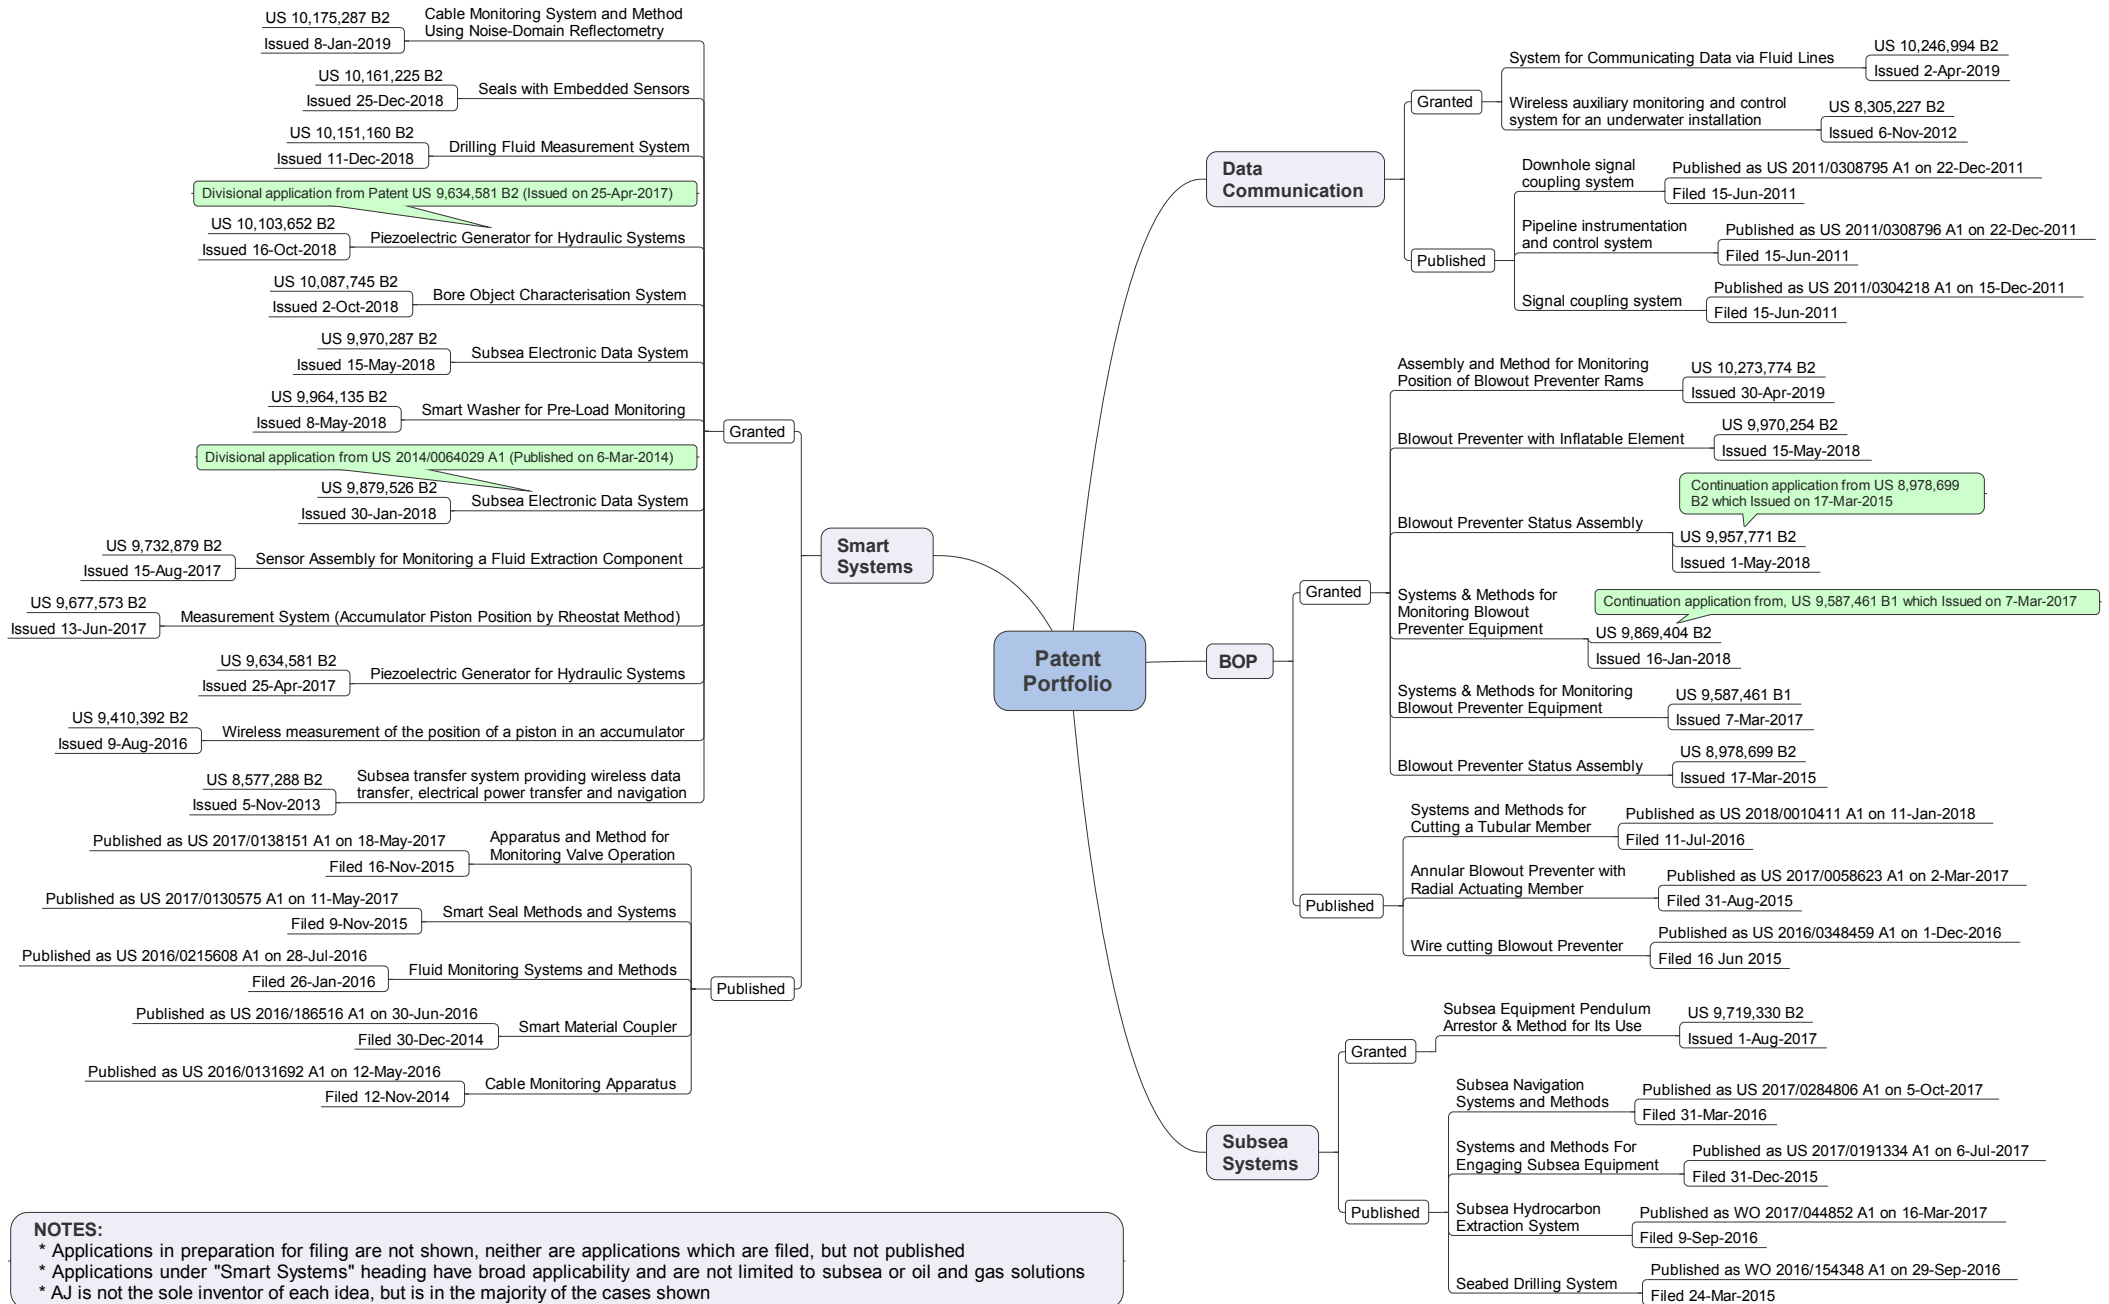 Patent
Portfolio
Smart
Systems
Granted
Cable Monitoring System and Method
Using Noise-Domain Reflectometry
US 10,175,287 B2
Issued 8-Jan-2019
Seals with Embedded Sensors
US 10,161,225 B2
Issued 25-Dec-2018
Drilling Fluid Measurement System
US 10,151,160 B2
Issued 11-Dec-2018
Divisional application from Patent US 9,634,581 B2 (Issued on 25-Apr-2017)
Piezoelectric Generator for Hydraulic Systems
US 10,103,652 B2
Issued 16-Oct-2018
Bore Object Characterisation System
US 10,087,745 B2
Issued 2-Oct-2018
Subsea Electronic Data System
US 9,970,287 B2
Issued 15-May-2018
Smart Washer for Pre-Load Monitoring
US 9,964,135 B2
Issued 8-May-2018
Divisional application from US 2014/0064029 A1 (Published on 6-Mar-2014)
Subsea Electronic Data System
US 9,879,526 B2
Issued 30-Jan-2018
Sensor Assembly for Monitoring a Fluid Extraction Component
US 9,732,879 B2
Issued 15-Aug-2017
Measurement System (Accumulator Piston Position by Rheostat Method)
US 9,677,573 B2
Issued 13-Jun-2017
Piezoelectric Generator for Hydraulic Systems
US 9,634,581 B2
Issued 25-Apr-2017
Wireless measurement of the position of a piston in an accumulator
US 9,410,392 B2
Issued 9-Aug-2016
Subsea transfer system providing wireless data
transfer, electrical power transfer and navigation
US 8,577,288 B2
Issued 5-Nov-2013
Published
Apparatus and Method for
Monitoring Valve Operation
Published as US 2017/0138151 A1 on 18-May-2017
Filed 16-Nov-2015
Smart Seal Methods and Systems
Published as US 2017/0130575 A1 on 11-May-2017
Filed 9-Nov-2015
Fluid Monitoring Systems and Methods
Published as US 2016/0215608 A1 on 28-Jul-2016
Filed 26-Jan-2016
Smart Material Coupler
Published as US 2016/186516 A1 on 30-Jun-2016
Filed 30-Dec-2014
Cable Monitoring Apparatus
Published as US 2016/0131692 A1 on 12-May-2016
Filed 12-Nov-2014
Data
Communication
Granted
System for Communicating Data via Fluid Lines
US 10,246,994 B2
Issued 2-Apr-2019
Wireless auxiliary monitoring and control
system for an underwater installation
US 8,305,227 B2
Issued 6-Nov-2012
Published
Downhole signal
coupling system
Published as US 2011/0308795 A1 on 22-Dec-2011
Filed 15-Jun-2011
Pipeline instrumentation
and control system
Published as US 2011/0308796 A1 on 22-Dec-2011
Filed 15-Jun-2011
Signal coupling system
Published as US 2011/0304218 A1 on 15-Dec-2011
Filed 15-Jun-2011
BOP
Granted
Assembly and Method for Monitoring
Position of Blowout Preventer Rams
US 10,273,774 B2
Issued 30-Apr-2019
Blowout Preventer with Inflatable Element
US 9,970,254 B2
Issued 15-May-2018
Continuation application from US 8,978,699
B2 which Issued on 17-Mar-2015
Blowout Preventer Status Assembly
US 9,957,771 B2
Issued 1-May-2018
Continuation application from, US 9,587,461 B1 which Issued on 7-Mar-2017
Systems & Methods for
Monitoring Blowout
Preventer Equipment
US 9,869,404 B2
Issued 16-Jan-2018
Systems & Methods for Monitoring
Blowout Preventer Equipment
US 9,587,461 B1
Issued 7-Mar-2017
Blowout Preventer Status Assembly
US 8,978,699 B2
Issued 17-Mar-2015
Published
Systems and Methods for
Cutting a Tubular Member
Published as US 2018/0010411 A1 on 11-Jan-2018
Filed 11-Jul-2016
Annular Blowout Preventer with
Radial Actuating Member
Published as US 2017/0058623 A1 on 2-Mar-2017
Filed 31-Aug-2015
Wire cutting Blowout Preventer
Published as US 2016/0348459 A1 on 1-Dec-2016
Filed 16 Jun 2015
Subsea
Systems
Granted
Subsea Equipment Pendulum
Arrestor & Method for Its Use
US 9,719,330 B2
Issued 1-Aug-2017
Published
Subsea Navigation
Systems and Methods
Published as US 2017/0284806 A1 on 5-Oct-2017
Filed 31-Mar-2016
Systems and Methods For
Engaging Subsea Equipment
Published as US 2017/0191334 A1 on 6-Jul-2017
Filed 31-Dec-2015
Subsea Hydrocarbon
Extraction System
Published as WO 2017/044852 A1 on 16-Mar-2017
Filed 9-Sep-2016
Seabed Drilling System
Published as WO 2016/154348 A1 on 29-Sep-2016
Filed 24-Mar-2015
NOTES:
* Applications in preparation for filing are not shown, neither are applications which are filed, but not published
* Applications under "Smart Systems" heading have broad applicability and are not limited to subsea or oil and gas solutions
* AJ is not the sole inventor of each idea, but is in the majority of the cases shown